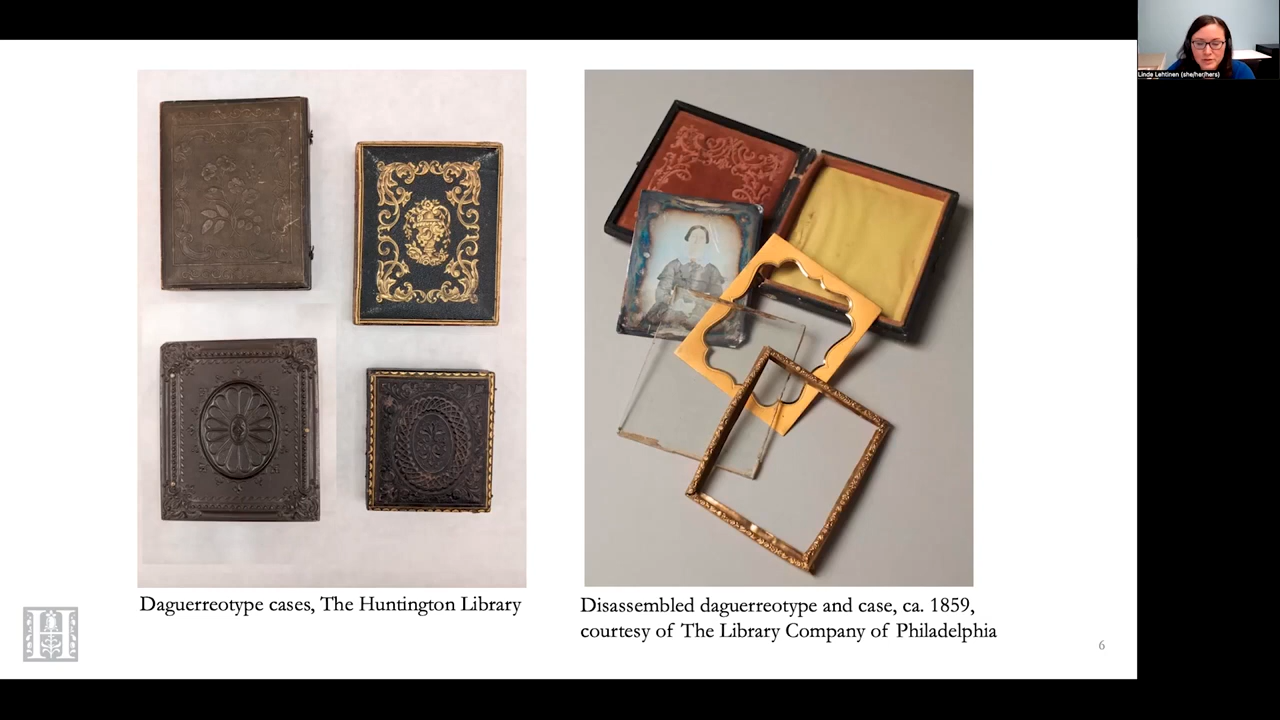 Linde Lehtinen (she/her/hers)
Daguerreotype cases, The Huntington Library
Disassembled daguerreotype and case, ca. 1859,
courtesy of The Library Company of Philadelphia
H
6